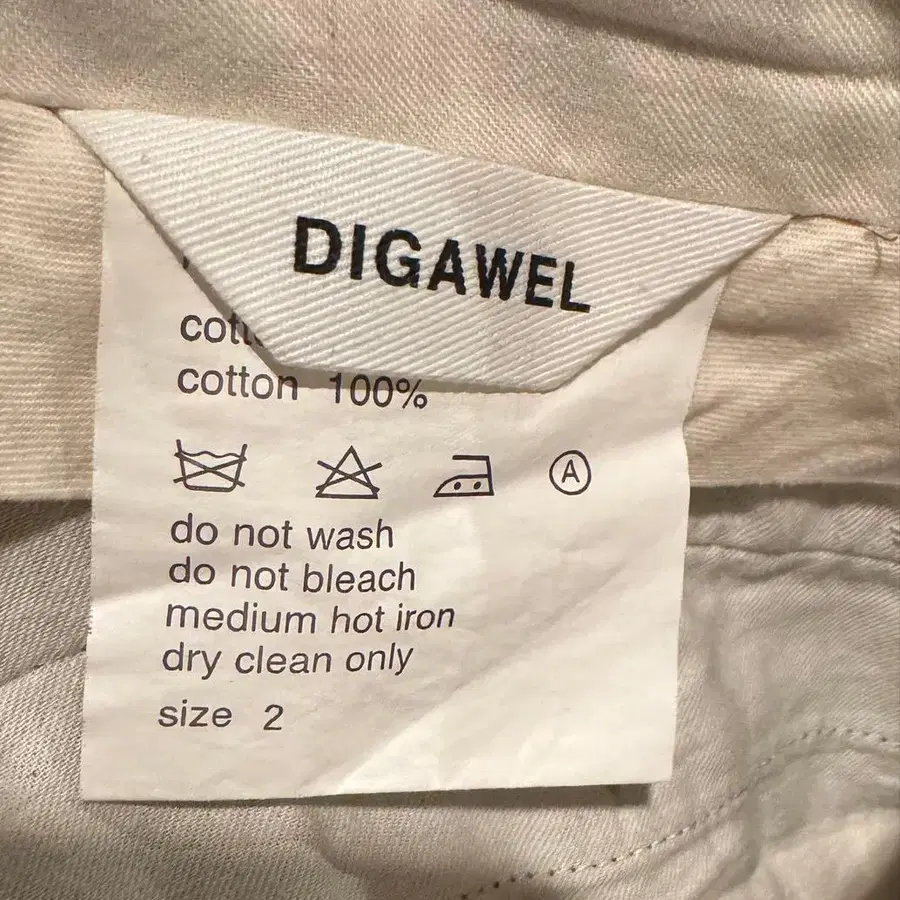 DIGAWEL
cotton 100%
A
do not wash
do not bleach
medium hot iron
dry clean only
size 2